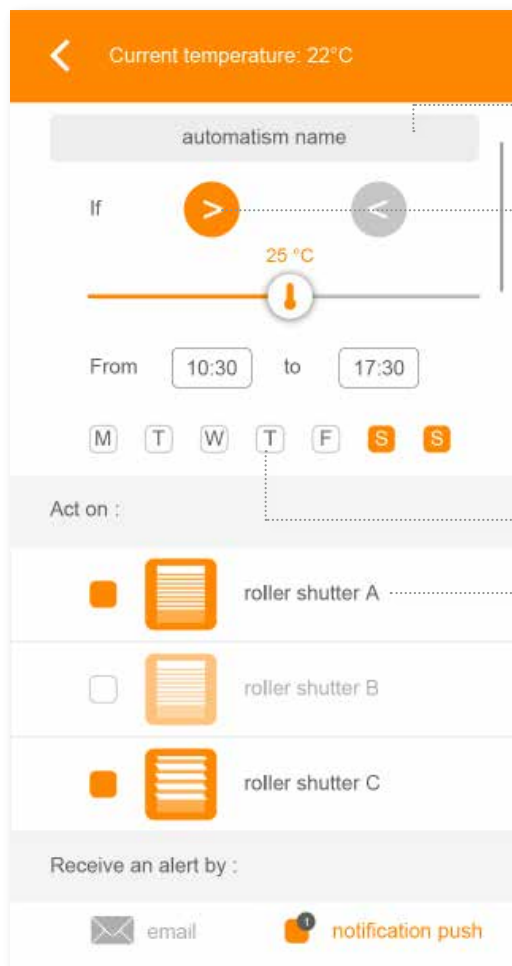 Current temperature: 22°C
automatism name
If > <
25 °C
From 10:30 to 17:30
M T W T F S S
Act on :
roller shutter A
roller shutter B
roller shutter C
Receive an alert by :
email 1 notification push